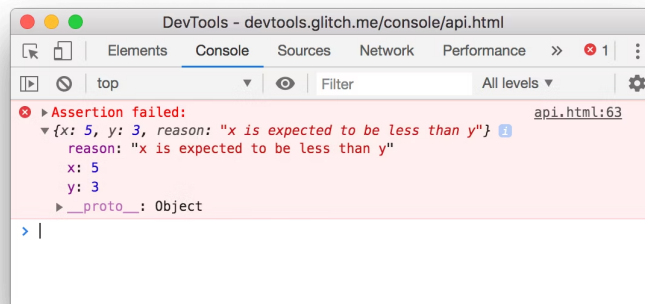 DevTools - devtools.glitch.me/console/api.html
Elements Console Sources Network Performance » 1
top Filter All levels ▼
Assertion failed: api.html:63
{x: 5, y: 3, reason: "x is expected to be less than y"} i
reason: "x is expected to be less than y"
x: 5
y: 3
__proto__: Object